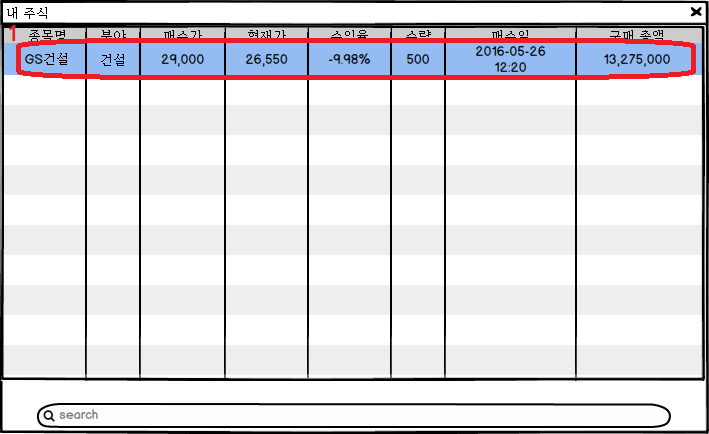 내 주식
1
종목명 분야 매수가 현재가 수익율 수량 매수일 구매 총액
GS건설 건설 29,000 26,550 -9.98% 500 2016-05-26 13,275,000
12:20
search